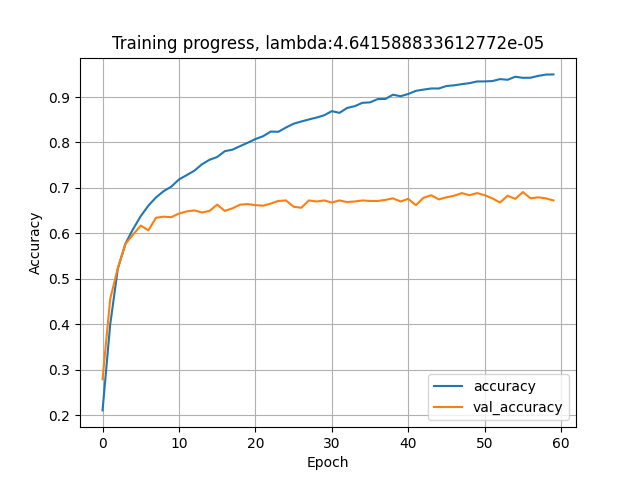 Training progress, lambda:4.641588833612772e-05
Accuracy
0.9
0.8
0.7
0.6
0.5
0.4
0.3
0.2
accuracy
val_accuracy
0 10 20 30 40 50 60
Epoch